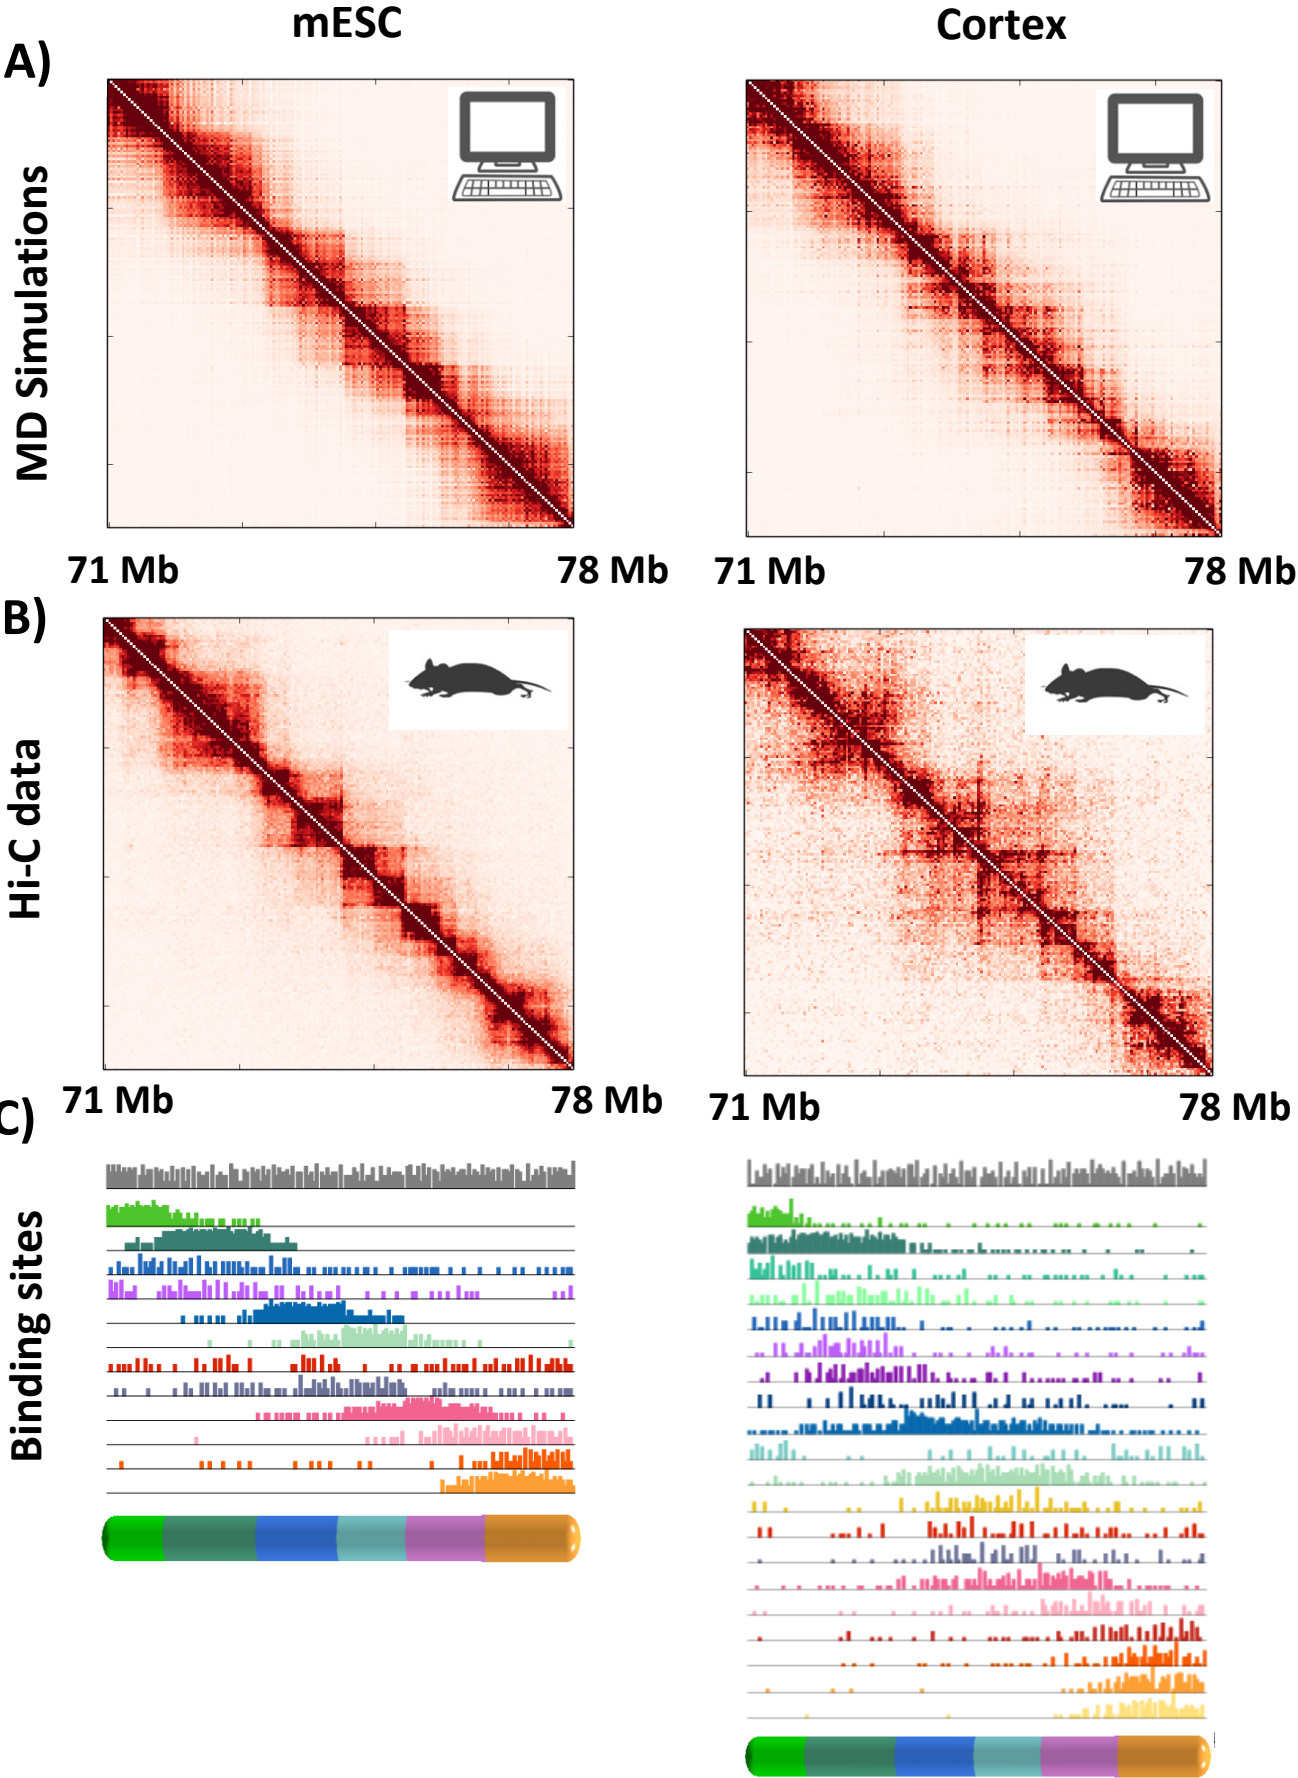 mESC Cortex
A)
MD Simulations
71 Mb 78 Mb 71 Mb 78 Mb
B)
Hi-C data
71 Mb 78 Mb 71 Mb 78 Mb
C)
Binding sites